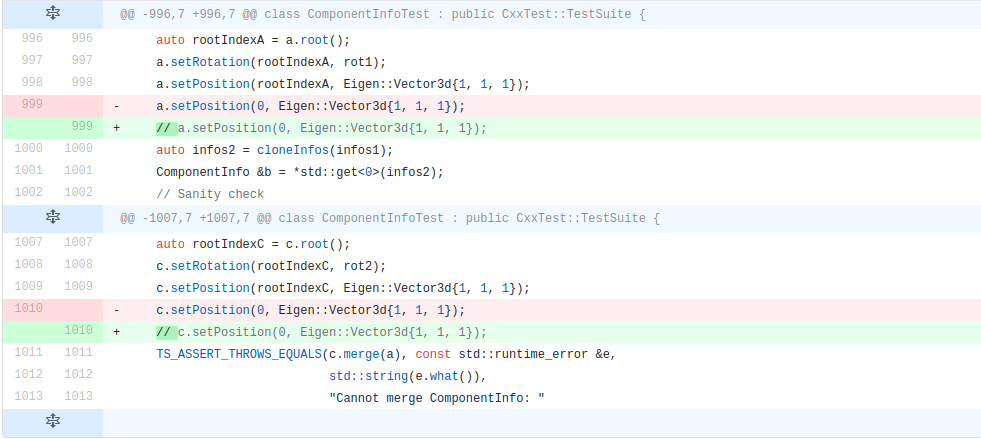 @@ -996,7 +996,7 @@ class ComponentInfoTest : public CxxTest::TestSuite {
996 996 auto rootIndexA = a.root();
997 997 a.setRotation(rootIndexA, rot1);
998 998 a.setPosition(rootIndexA, Eigen::Vector3d{1, 1, 1});
999 - a.setPosition(0, Eigen::Vector3d{1, 1, 1});
999 + // a.setPosition(0, Eigen::Vector3d{1, 1, 1});
1000 1000 auto infos2 = cloneInfos(infos1);
1001 1001 ComponentInfo &b = *std::get<0>(infos2);
1002 1002 // Sanity check
@@ -1007,7 +1007,7 @@ class ComponentInfoTest : public CxxTest::TestSuite {
1007 1007 auto rootIndexC = c.root();
1008 1008 c.setRotation(rootIndexC, rot2);
1009 1009 c.setPosition(rootIndexC, Eigen::Vector3d{1, 1, 1});
1010 - c.setPosition(0, Eigen::Vector3d{1, 1, 1});
1010 + // c.setPosition(0, Eigen::Vector3d{1, 1, 1});
1011 1011 TS_ASSERT_THROWS_EQUALS(c.merge(a), const std::runtime_error &e,
1012 1012 std::string(e.what()),
1013 1013 "Cannot merge ComponentInfo: "